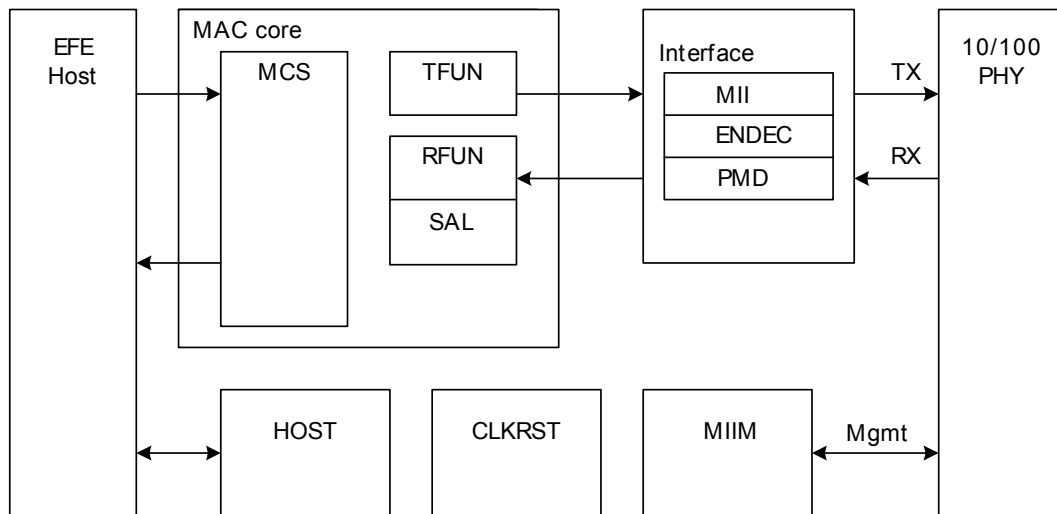 EFE
Host
MAC core
MCS
TFUN
RFUN
SAL
Interface
MII
ENDEC
PMD
TX
RX
10/100
PHY
HOST
CLKRST
MIIM
Mgmt